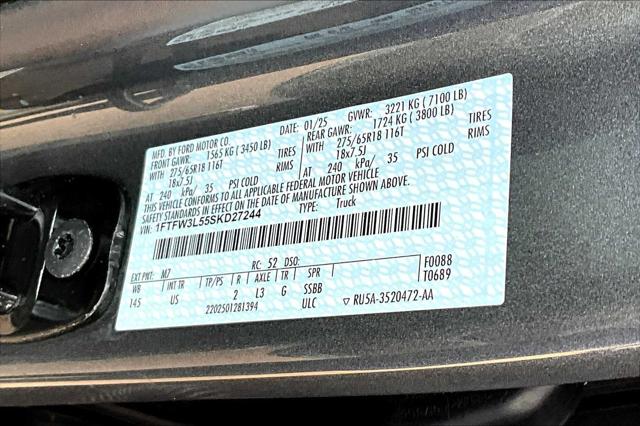 MFD. BY FORD MOTOR CO.
DATE: 01/25 GVWR: 3221 KG ( 7100 LB)
FRONT GAWR: 1565 KG ( 3450 LB) REAR GAWR: 1724 KG ( 3800 LB)
WITH 275/65R18 116T TIRES WITH 275/65R18 116T TIRES
18x7.5J RIMS 18x7.5J RIMS
AT 240 kPa/ 35 PSI COLD AT 240 kPa/ 35 PSI COLD
THIS VEHICLE CONFORMS TO ALL APPLICABLE FEDERAL MOTOR VEHICLE
SAFETY STANDARDS IN EFFECT ON THE DATE OF MANUFACTURE SHOWN ABOVE.
VIN: 1FTFW3L55SKD27244 TYPE: Truck
EXT PNT: M7 RC: 52 DSO: F0088
WB INT TR TP/PS R AXLE TR SPR T0689
145 US 2 L3 G SSBB
2202501281394 ULC ▽ RU5A-3520472-AA